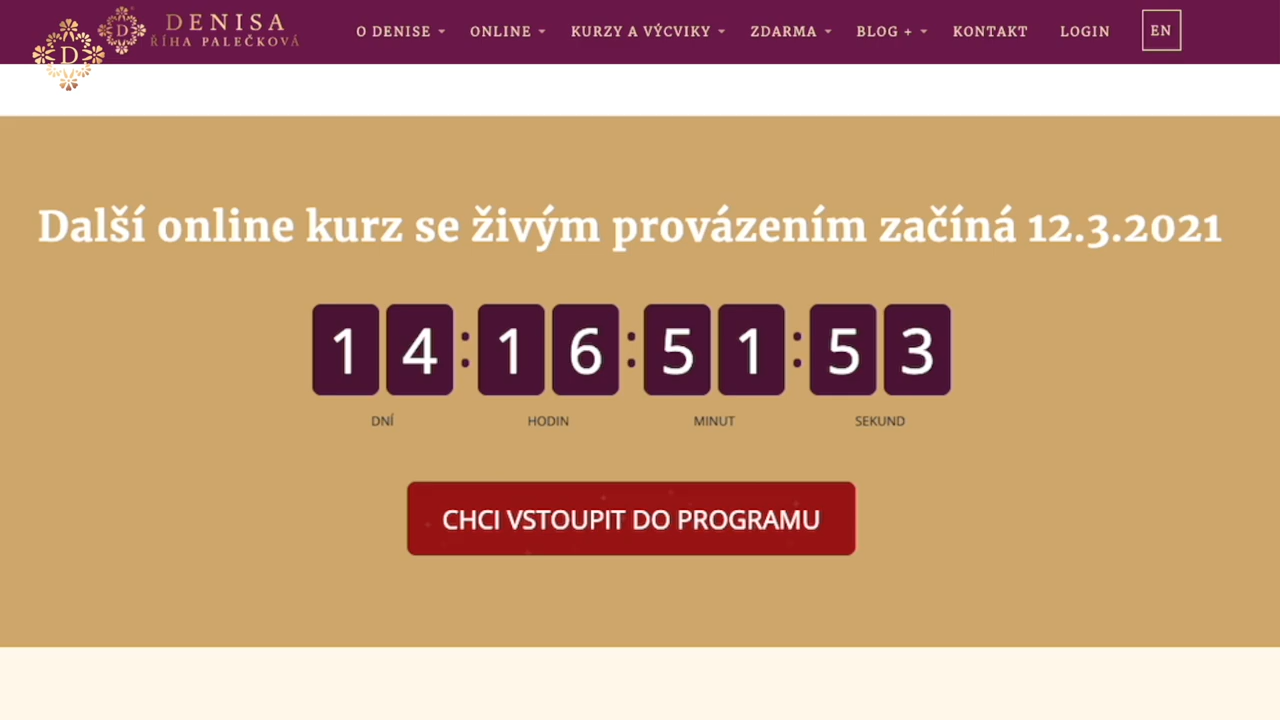 DENISA
ŘÍHA PALEČKOVÁ
D
D
O DENISE ONLINE KURZY A VÝCVIKY ZDARMA BLOG + KONTAKT LOGIN EN
Další online kurz se živým provázením začíná 12.3.2021
14:16:51:53
DNÍ HODIN MINUT SEKUND
CHCI VSTOUPIT DO PROGRAMU